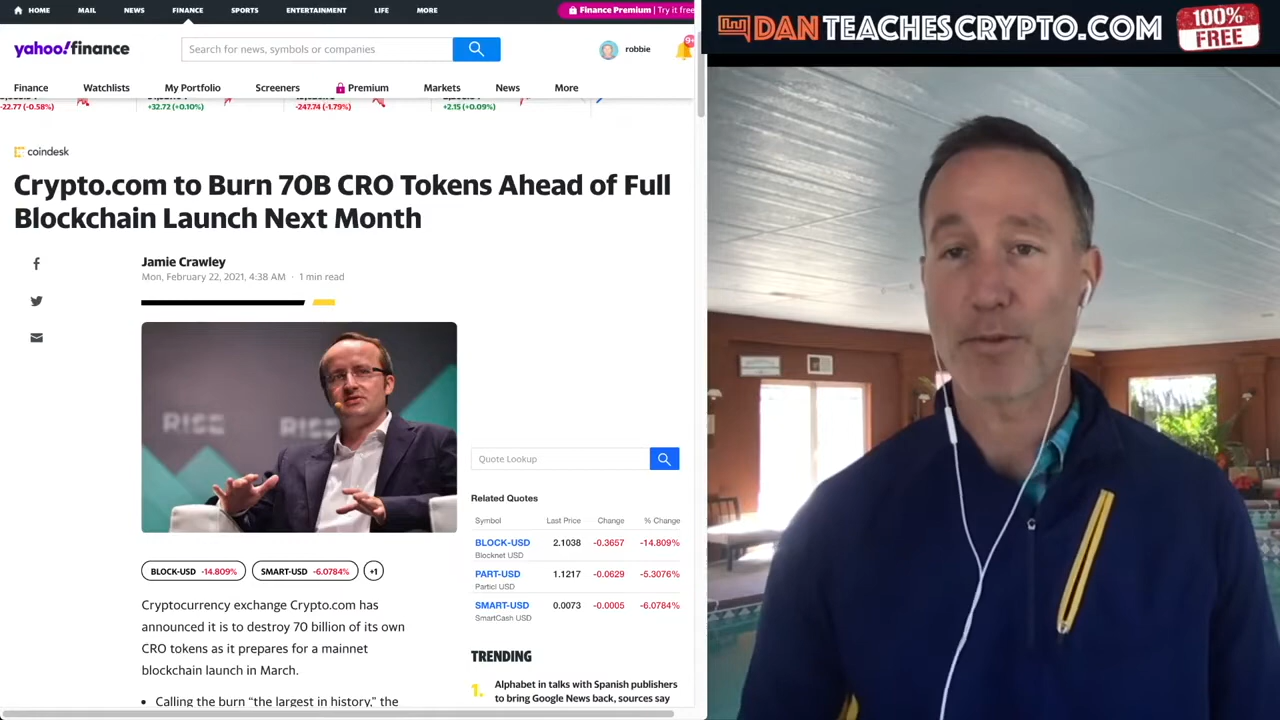 HOME MAIL NEWS FINANCE SPORTS ENTERTAINMENT LIFE MORE
Finance Premium | Try it free
yahoo!finance
Search for news, symbols or companies
robbie
9+
DANTEACHESCRYPTO.COM
100% FREE
Finance Watchlists My Portfolio Screeners Premium Markets News More
-22.77 (-0.58%) +32.72 (+0.10%) -247.74 (-1.79%) +2.15 (+0.09%)
coindesk
Crypto.com to Burn 70B CRO Tokens Ahead of Full
Blockchain Launch Next Month
Jamie Crawley
Mon, February 22, 2021, 4:38 AM · 1 min read
RISE RISE
Quote Lookup
Related Quotes
Symbol Last Price Change % Change
BLOCK-USD 2.1038 -0.3657 -14.809%
Blocknet USD
PART-USD 1.1217 -0.0629 -5.3076%
Particl USD
SMART-USD 0.0073 -0.0005 -6.0784%
SmartCash USD
BLOCK-USD -14.809% SMART-USD -6.0784% +1
Cryptocurrency exchange Crypto.com has
announced it is to destroy 70 billion of its own
CRO tokens as it prepares for a mainnet
blockchain launch in March.
• Calling the burn “the largest in history,” the
TRENDING
1. Alphabet in talks with Spanish publishers
to bring Google News back, sources say